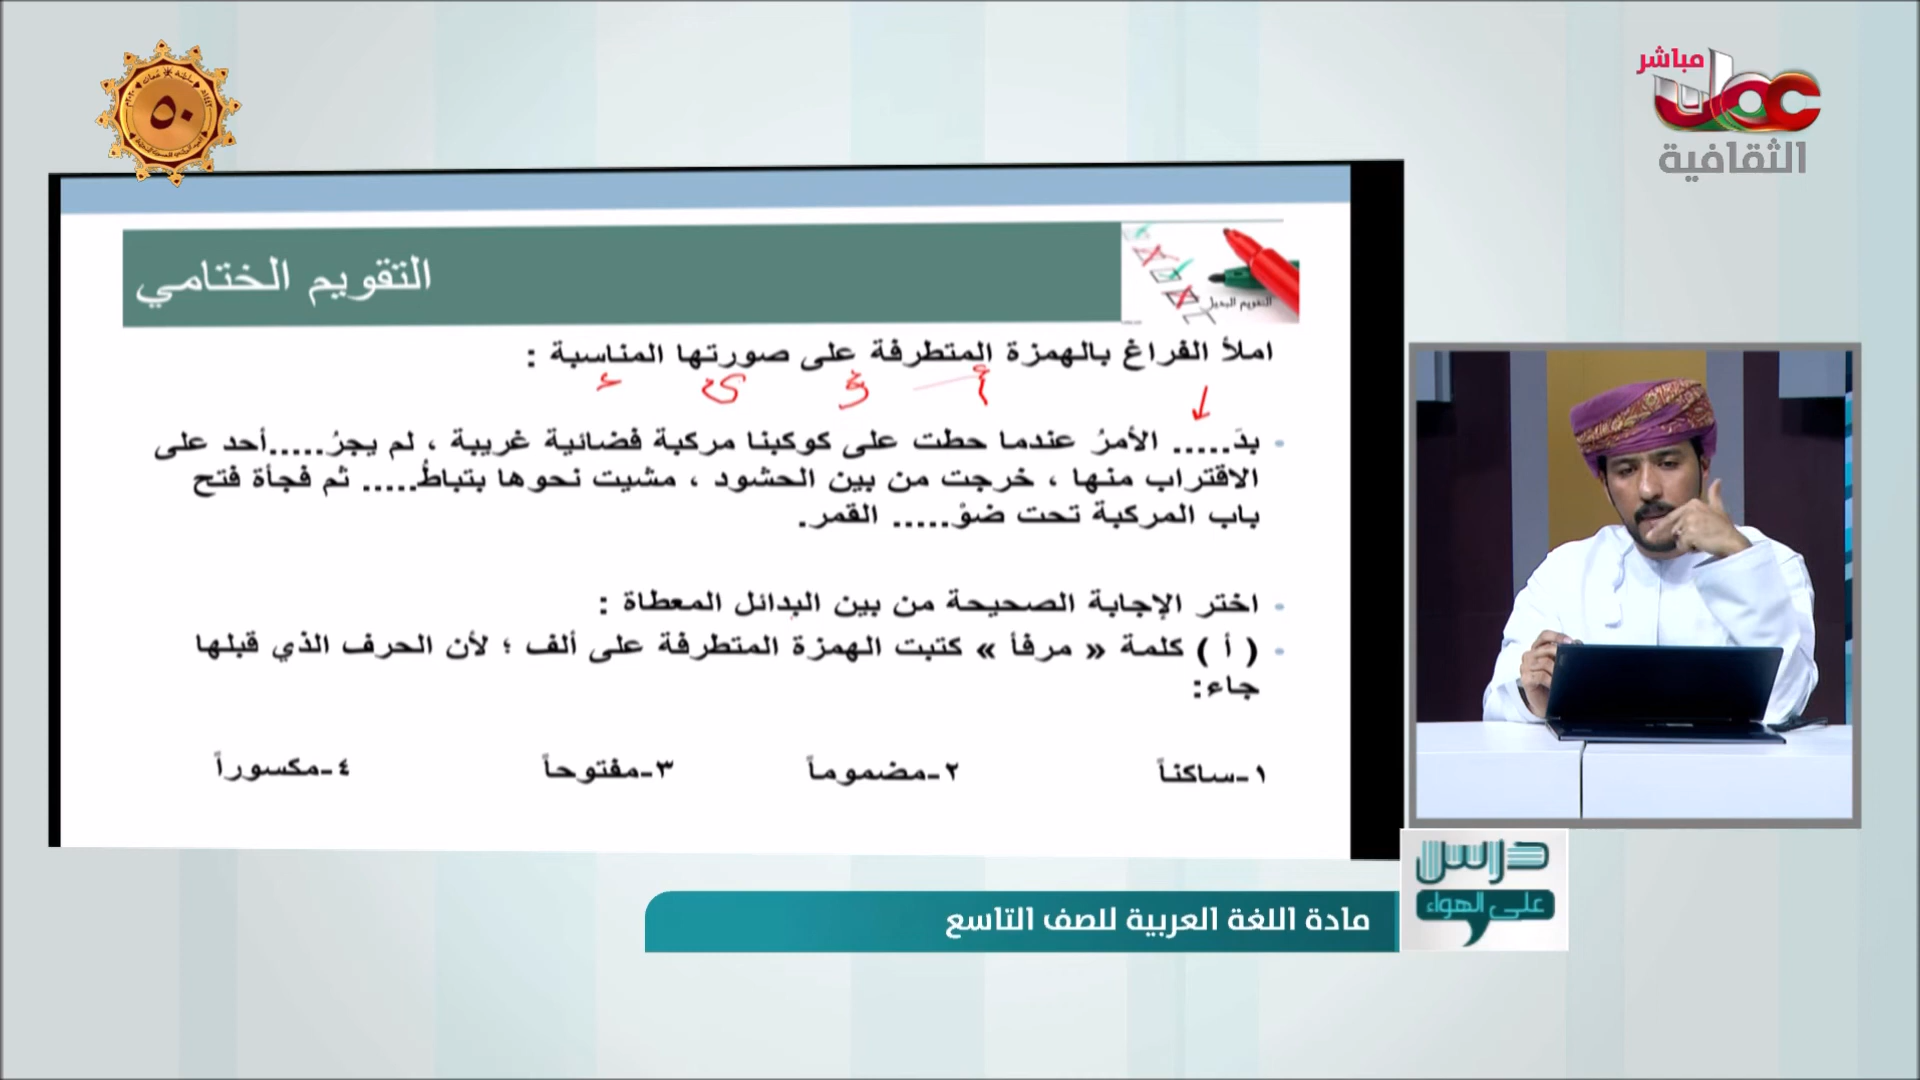 ٥٠
مباشر
عمان
الثقافية
التقويم الختامي
التقويم البديل
املأ الفراغ بالهمزة المتطرفة على صورتها المناسبة :
أ ؤ ئ ء
بدَ..... الأمرُ عندما حطت على كوكبنا مركبة فضائية غريبة ، لم يجرُ.....أحد على
الاقتراب منها ، خرجت من بين الحشود ، مشيت نحوها بتباطُ..... ثم فجأة فتح
باب المركبة تحت ضوْ..... القمر.
اختر الإجابة الصحيحة من بين البدائل المعطاة :
( أ ) كلمة « مرفأ » كتبت الهمزة المتطرفة على ألف ؛ لأن الحرف الذي قبلها
جاء:
١-ساكناً ٢-مضموماً ٣-مفتوحاً ٤-مكسوراً
درس
على الهواء
مادة اللغة العربية للصف التاسع